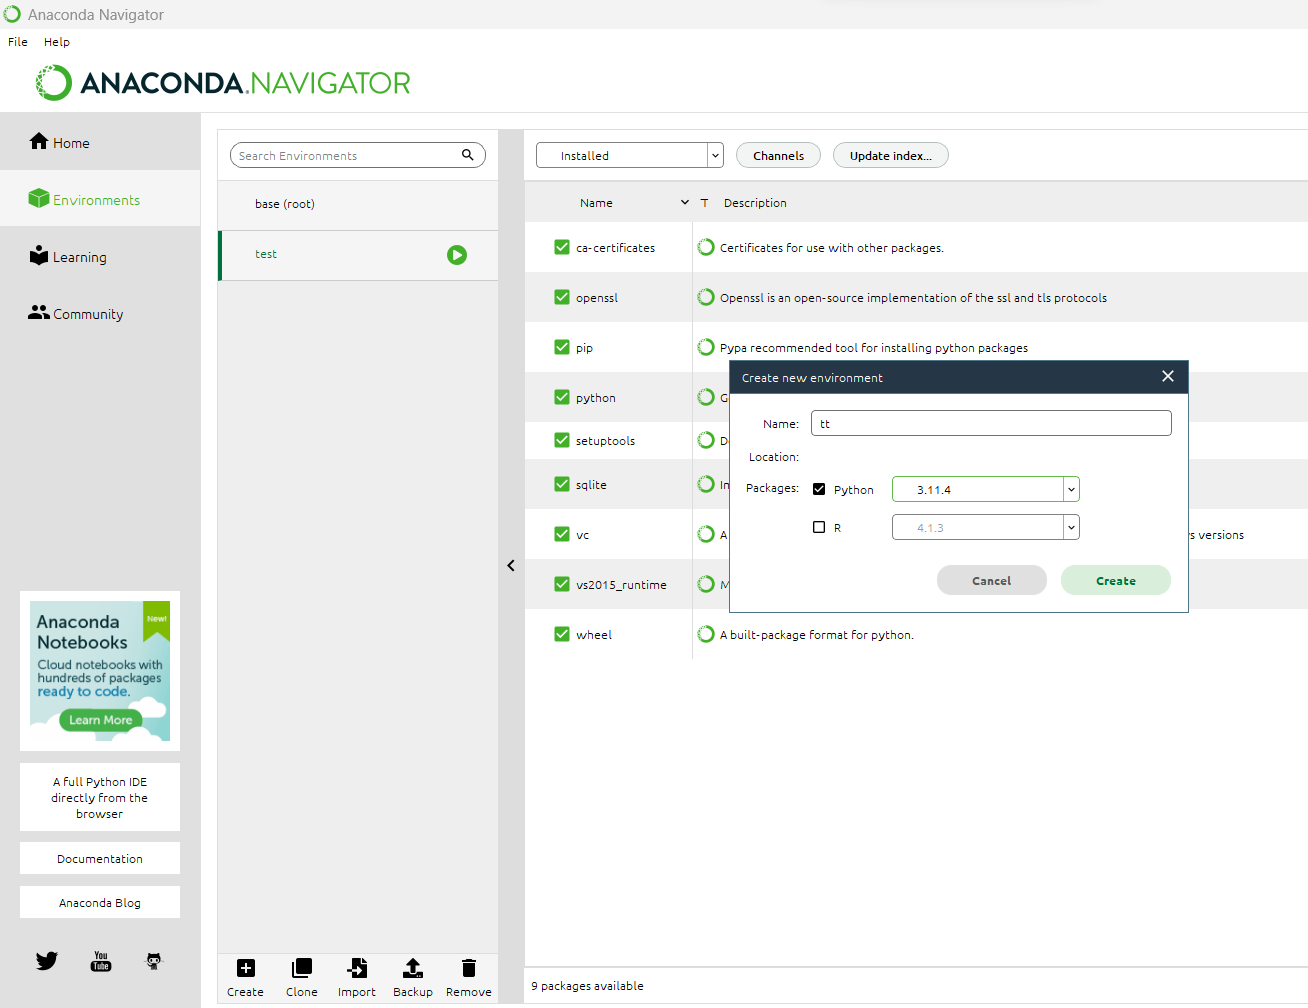 Anaconda Navigator
File Help
ANACONDA.NAVIGATOR
Home
Environments
Learning
Community
Anaconda
Notebooks
New!
Cloud notebooks with
hundreds of packages
ready to code.
Learn More
A full Python IDE
directly from the
browser
Documentation
Anaconda Blog
You
Tube
Search Environments
base (root)
test
Create Clone Import Backup Remove
Installed Channels Update index...
Name T Description
ca-certificates Certificates for use with other packages.
openssl Openssl is an open-source implementation of the ssl and tls protocols
pip Pypa recommended tool for installing python packages
python
setuptools
sqlite In
vc A versions
vs2015_runtime M
wheel A built-package format for python.
9 packages available
Create new environment
Name: tt
Location:
Packages: Python 3.11.4
R 4.1.3
Cancel Create